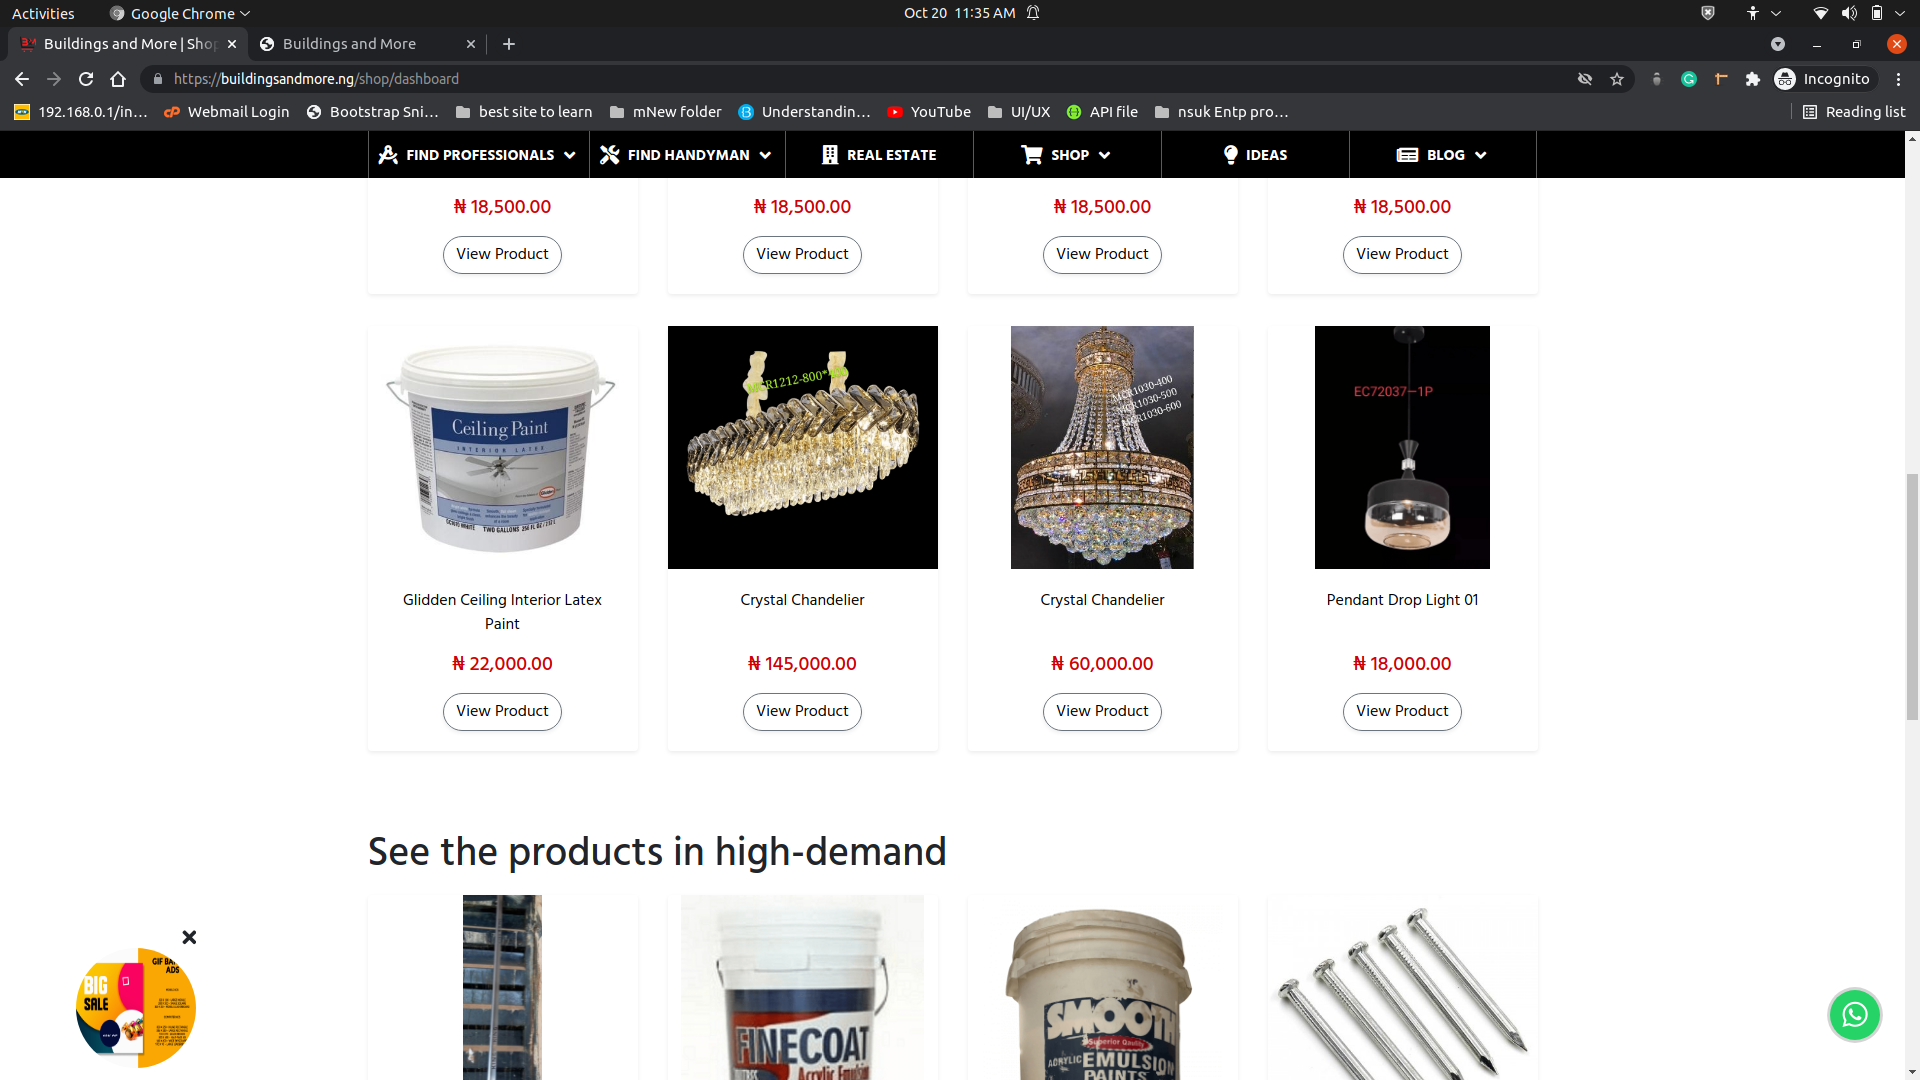 Activities
Google Chrome
Oct 20 11:35 AM
Buildings and More | Shop
Buildings and More
https://buildingsandmore.ng/shop/dashboard
Incognito
192.168.0.1/in...
Webmail Login
Bootstrap Sni...
best site to learn
mNew folder
Understandin...
YouTube
UI/UX
API file
nsuk Entp pro...
Reading list
FIND PROFESSIONALS
FIND HANDYMAN
REAL ESTATE
SHOP
IDEAS
BLOG
₦ 18,500.00
₦ 18,500.00
₦ 18,500.00
₦ 18,500.00
View Product
View Product
View Product
View Product
Ceiling Paint
INTERIOR LATEX
TWO GALLONS
MCR1212-800*
MCR1030-400
MCR1030-500
MCR1030-600
EC72037-1P
Glidden Ceiling Interior Latex
Paint
Crystal Chandelier
Crystal Chandelier
Pendant Drop Light 01
₦ 22,000.00
₦ 145,000.00
₦ 60,000.00
₦ 18,000.00
View Product
View Product
View Product
View Product
See the products in high-demand
BIG
SALE
ADS
FINECOAT
Acrylic Emulsion
SMOOTH
Superior Quality
ACRYLIC EMULSION
PAINTS